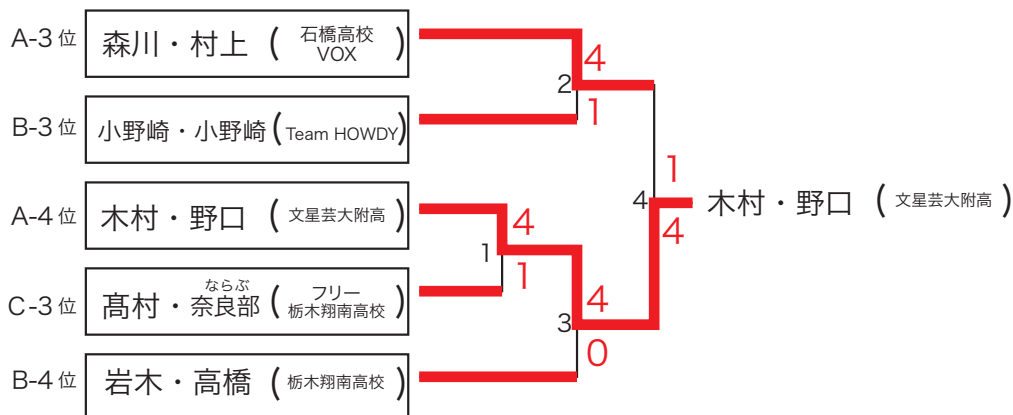 A-3 位 森川・村上 ( 石橋高校 VOX )
4
2
1
B-3 位 小野崎・小野崎 ( Team HOWDY )
A-4 位 木村・野口 ( 文星芸大附高 )
4
1
1
C-3 位 髙村・奈良部 ( フリー 栃木翔南高校 )
ならぶ
4
3
0
B-4 位 岩木・高橋 ( 栃木翔南高校 )
1
4
4
木村・野口 ( 文星芸大附高 )